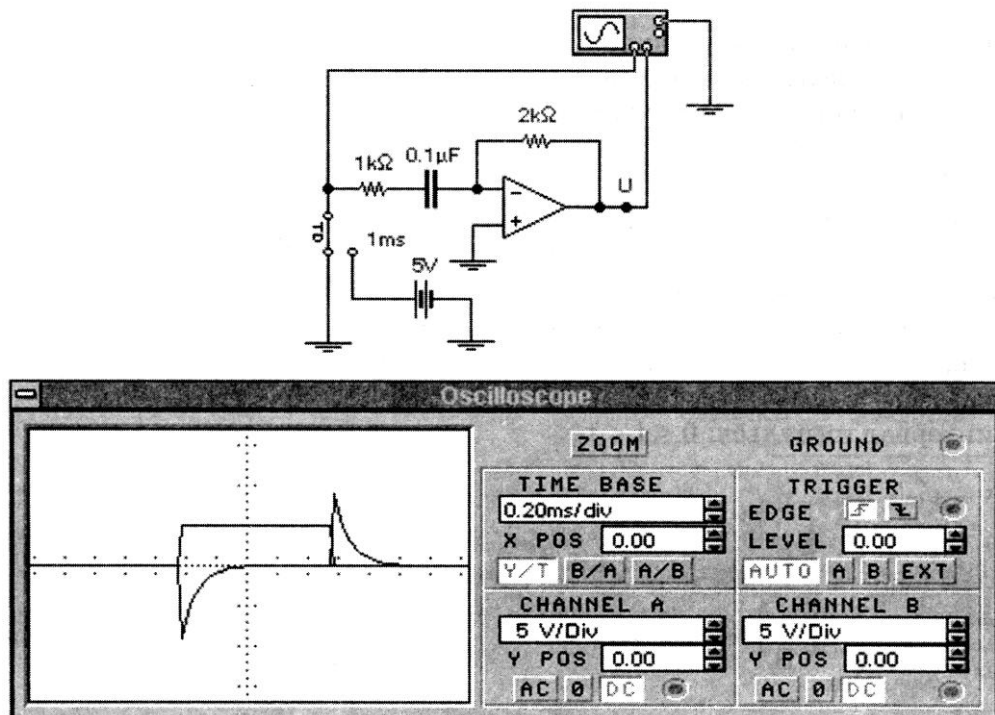 2kΩ
1kΩ 0.1μF
U
TD
1ms
5V
Oscilloscope
ZOOM GROUND
TIME BASE TRIGGER
0.20ms/div EDGE
X POS 0.00 LEVEL 0.00
Y/T B/A A/B AUTO A B EXT
CHANNEL A CHANNEL B
5 V/Div 5 V/Div
Y POS 0.00 Y POS 0.00
AC 0 DC AC 0 DC